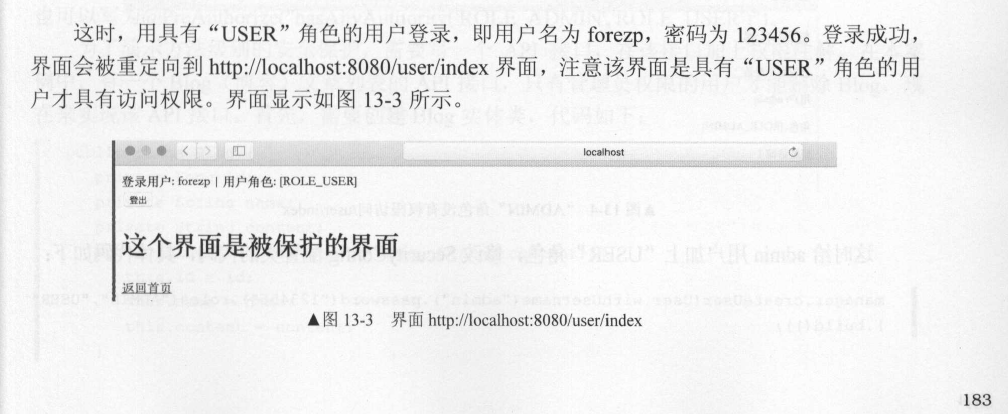 这时，用具有“USER”角色的用户登录，即用户名为 forezp，密码为 123456。登录成功，
界面会被重定向到 http://localhost:8080/user/index 界面，注意该界面是具有“USER”角色的用
户才具有访问权限。界面显示如图 13-3 所示。
localhost
登录用户: forezp | 用户角色: [ROLE_USER]
登出
这个界面是被保护的界面
返回首页
▲图 13-3 界面 http://localhost:8080/user/index
183